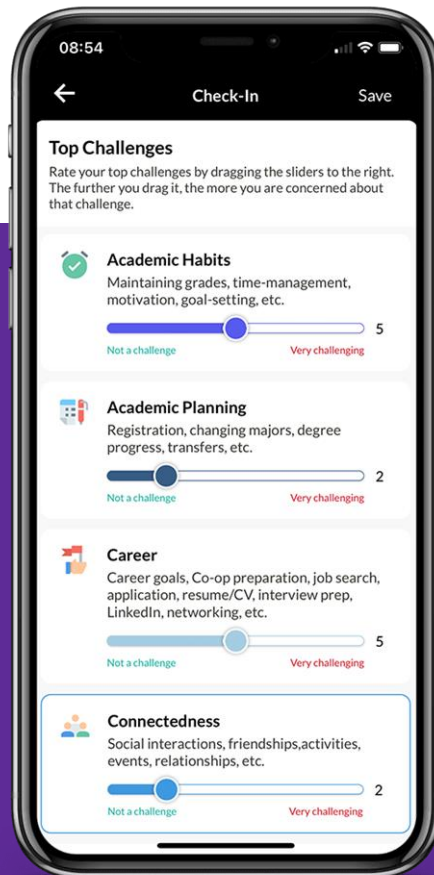 08:54
Check-In
Save
Top Challenges
Rate your top challenges by dragging the sliders to the right.
The further you drag it, the more you are concerned about
that challenge.
Academic Habits
Maintaining grades, time-management,
motivation, goal-setting, etc.
5
Not a challenge
Very challenging
Academic Planning
Registration, changing majors, degree
progress, transfers, etc.
2
Not a challenge
Very challenging
Career
Career goals, Co-op preparation, job search,
application, resume/CV, interview prep,
LinkedIn, networking, etc.
5
Not a challenge
Very challenging
Connectedness
Social interactions, friendships,activities,
events, relationships, etc.
2
Not a challenge
Very challenging